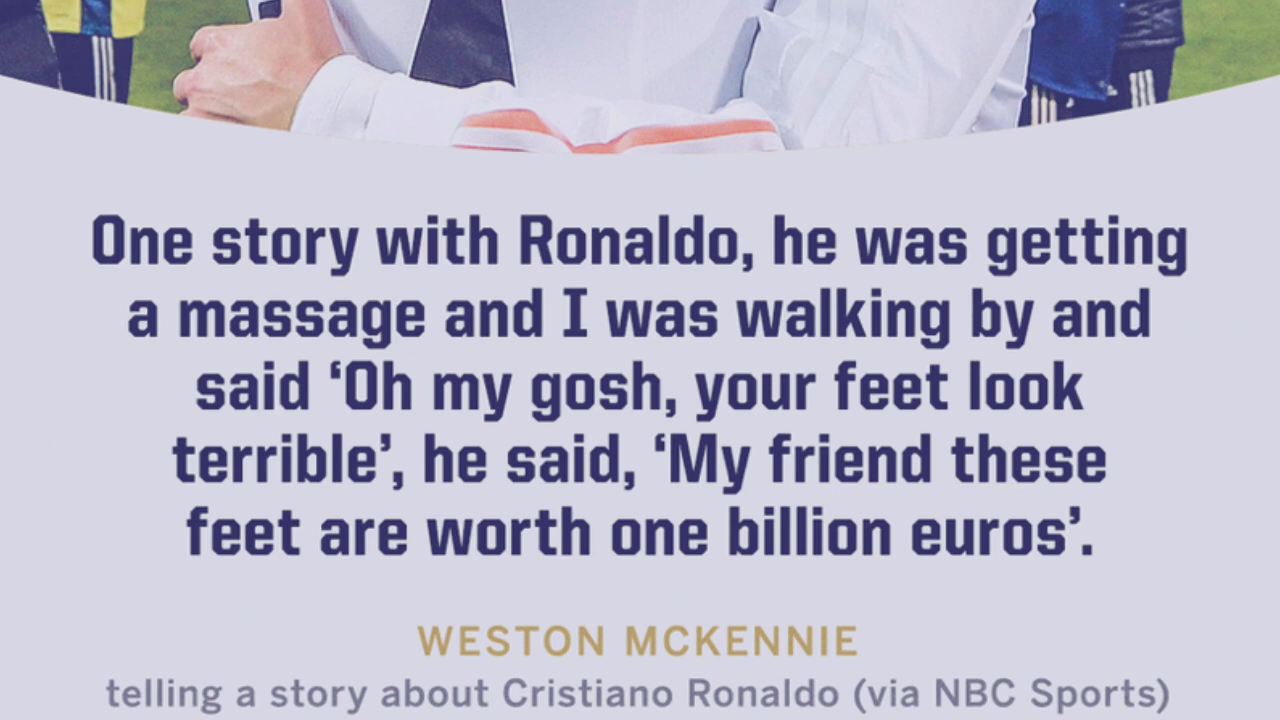 One story with Ronaldo, he was getting
a massage and I was walking by and
said ‘Oh my gosh, your feet look
terrible’, he said, ‘My friend these
feet are worth one billion euros’.
WESTON MCKENNIE
telling a story about Cristiano Ronaldo (via NBC Sports)